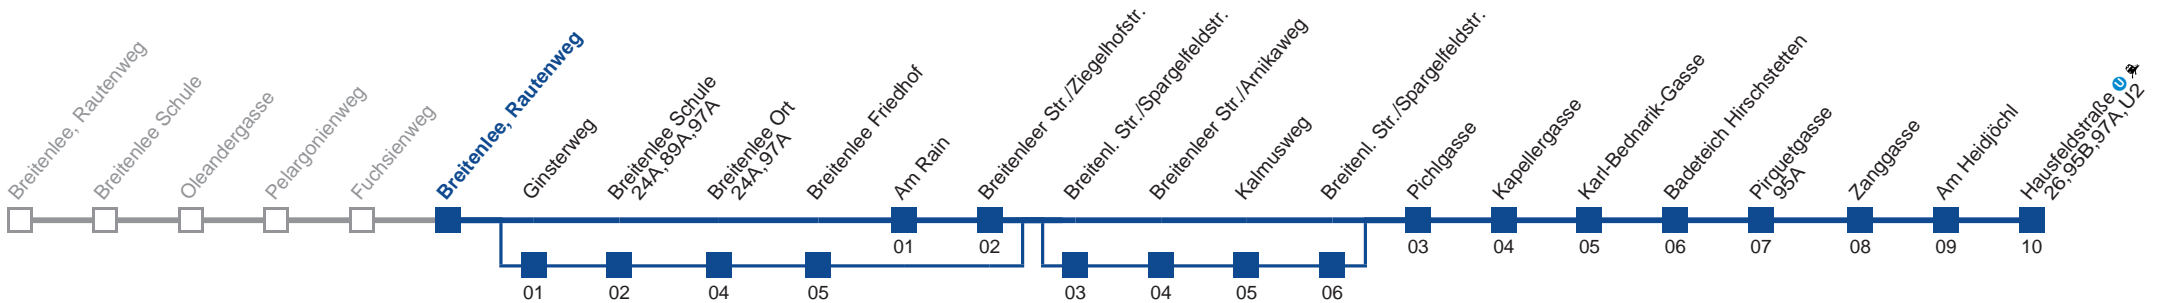 Breitenlee, Rautenweg
Breitenlee Schule
Oleandergasse
Pelargonienweg
Fuchsienweg
Breitenlee, Rautenweg
Ginsterweg
Breitenlee Schule
24A,89A,97A
Breitenlee Ort
24A,97A
Breitenlee Friedhof
Am Rain
Breitenleer Str./Ziegelhofstr.
Breitenl. Str./Spargelfeldstr.
Breitenleer Str./Arnikaweg
Kalmusweg
Breitenl. Str./Spargelfeldstr.
Pichlgasse
Kapellergasse
Karl-Bednarik-Gasse
Badeteich Hirschstetten
Pirquetgasse
95A
Zanggasse
Am Heidjöchl
Hausfeldstraße U
26,95B,97A,U2
01 02 03 04 05 06 07 08 09 10
01 02 04 05 03 04 05 06